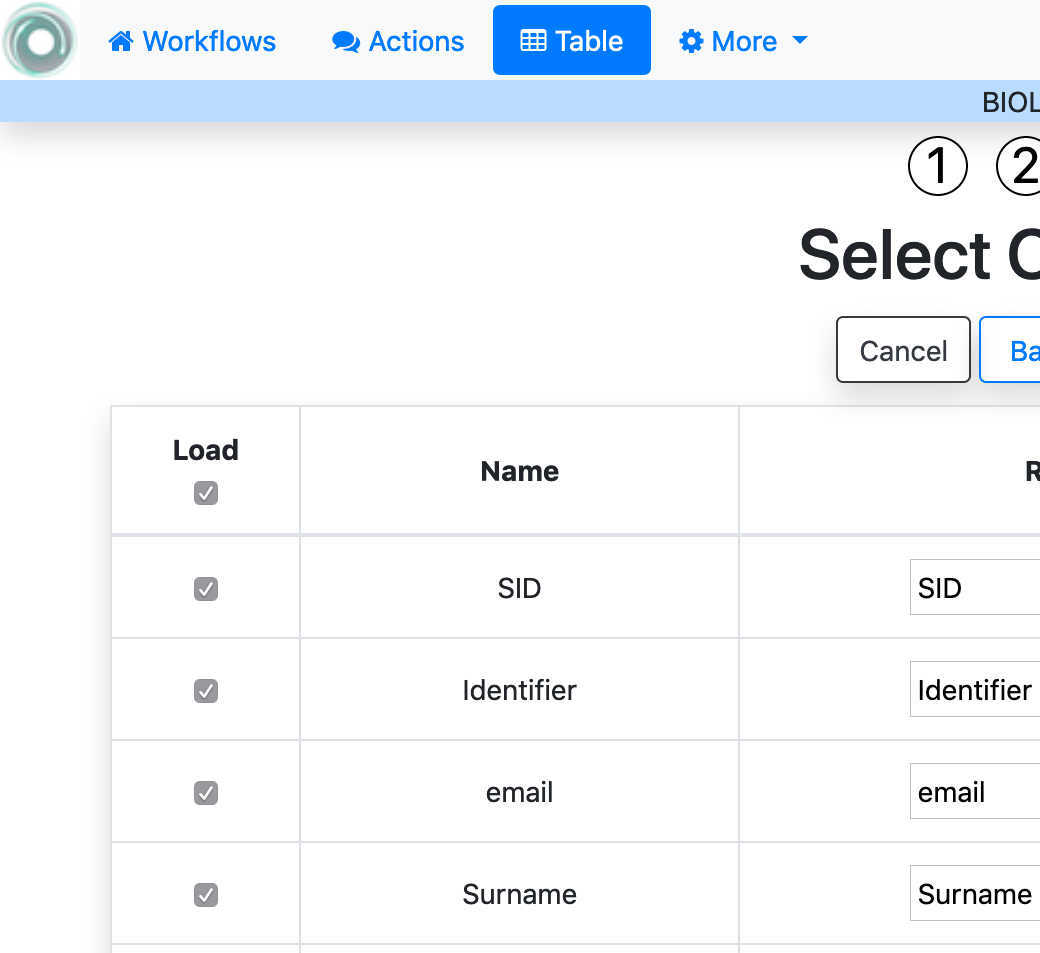 Workflows Actions Table More
BIOL
① ②
Select
Cancel Ba
Load Name R
SID SID
Identifier Identifier
email email
Surname Surname